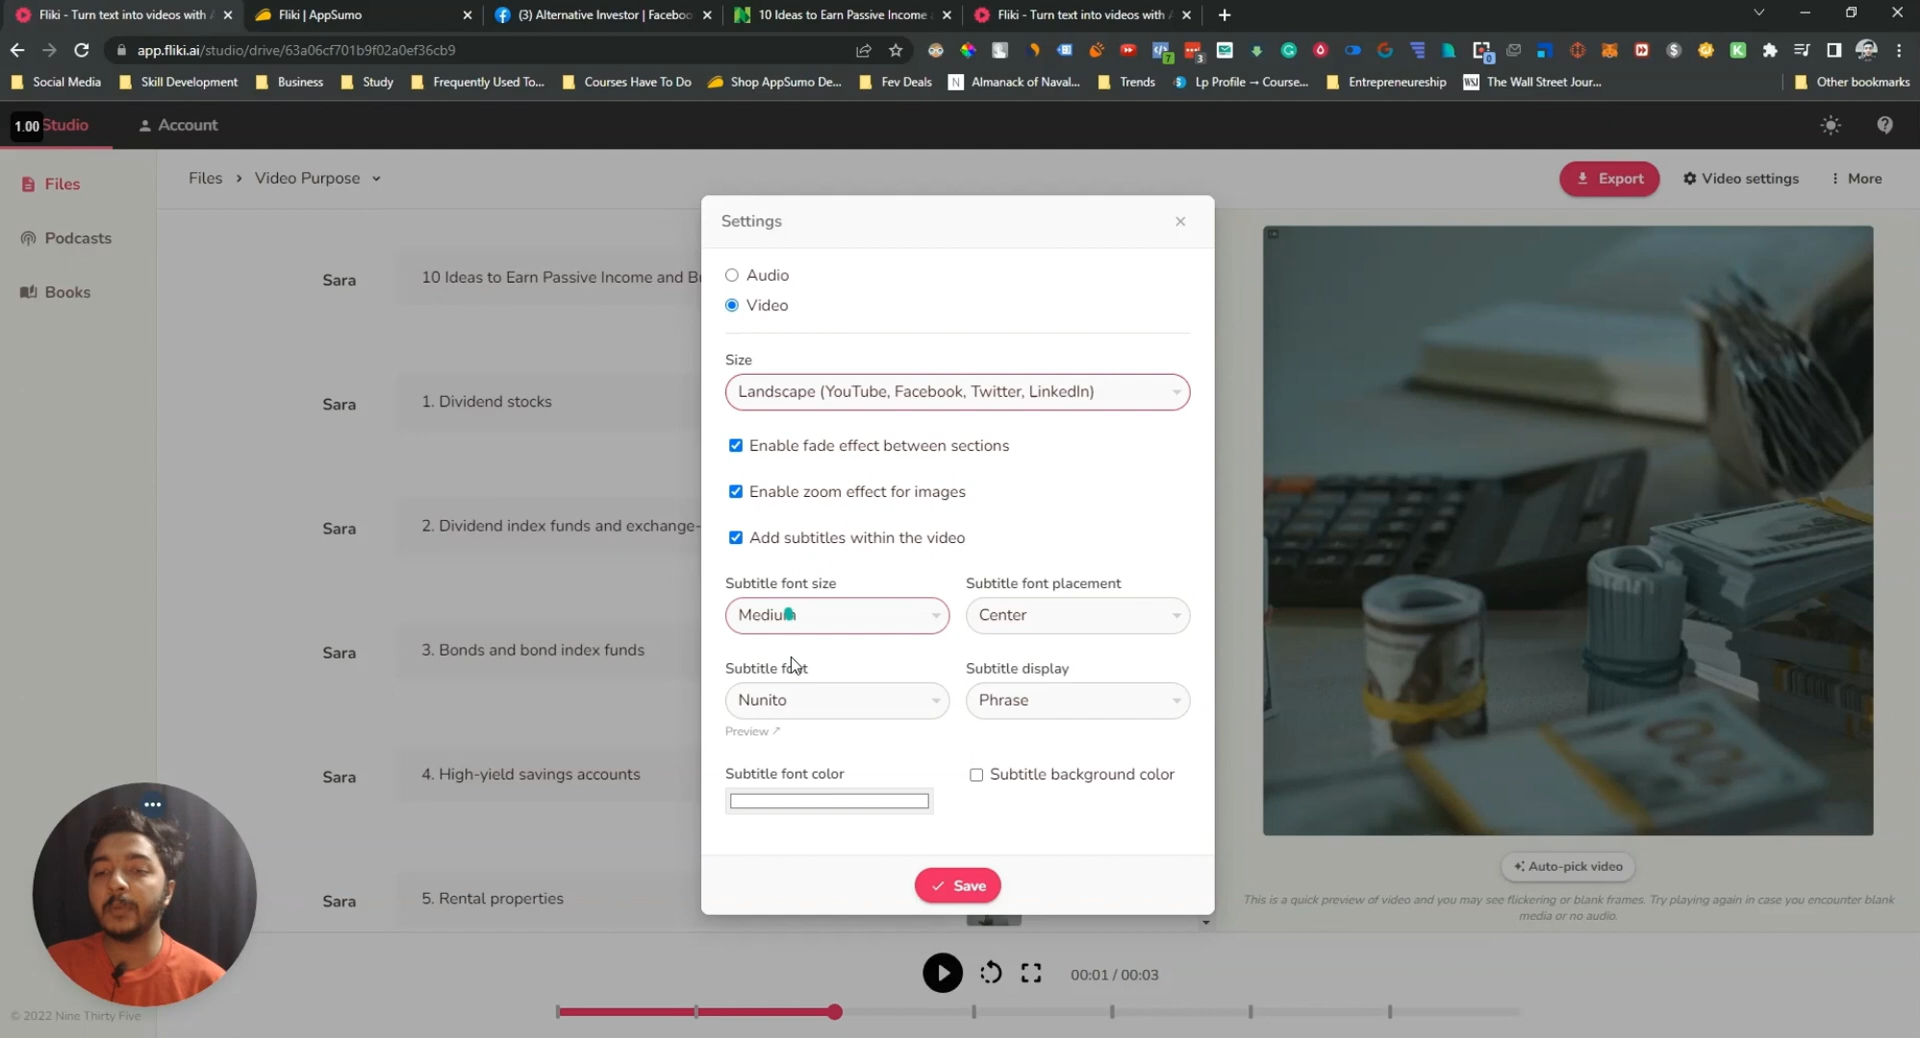 Fliki - Turn text into videos with A
Fliki | AppSumo
(3) Alternative Investor | Faceboo
10 Ideas to Earn Passive Income
Fliki - Turn text into videos with A
app.fliki.ai/studio/drive/63a06cf701b9f02a0ef36cb9
7
3
0
Social Media
Skill Development
Business
Study
Frequently Used To...
Courses Have To Do
Shop AppSumo De...
Fev Deals
Almanack of Naval...
Trends
Lp Profile → Course...
Entrepreneureship
WSJ
The Wall Street Jour...
Other bookmarks
1.00
Studio
Account
Files
Podcasts
Books
Files > Video Purpose
Export
Video settings
More
Sara
10 Ideas to Earn Passive Income and Bu
Sara
1. Dividend stocks
Sara
2. Dividend index funds and exchange-
Sara
3. Bonds and bond index funds
Sara
4. High-yield savings accounts
Sara
5. Rental properties
Settings
Audio
Video
Size
Landscape (YouTube, Facebook, Twitter, LinkedIn)
Enable fade effect between sections
Enable zoom effect for images
Add subtitles within the video
Subtitle font size
Subtitle font placement
Medium
Center
Subtitle font
Subtitle display
Nunito
Phrase
Preview
Subtitle font color
Subtitle background color
Save
Auto-pick video
This is a quick preview of video and you may see flickering or blank frames. Try playing again in case you encounter blank
media or no audio.
00:01 / 00:03
© 2022 Nine Thirty Five